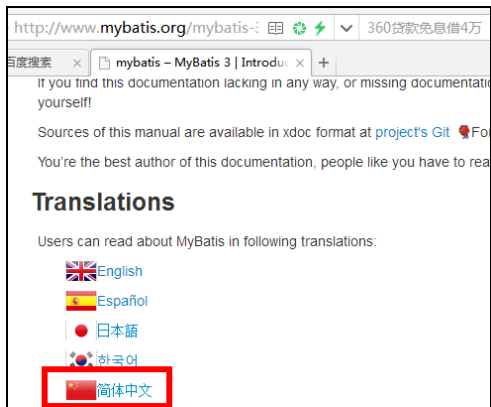 http://www.mybatis.org/mybatis-3 360贷款免息借4万
百度搜索 × mybatis – MyBatis 3 | Introduc × +
If you find this documentation lacking in any way, or missing documentatio
yourself!
Sources of this manual are available in xdoc format at project's Git For
You're the best author of this documentation, people like you have to rea
Translations
Users can read about MyBatis in following translations:
English
Español
日本語
한국어
简体中文